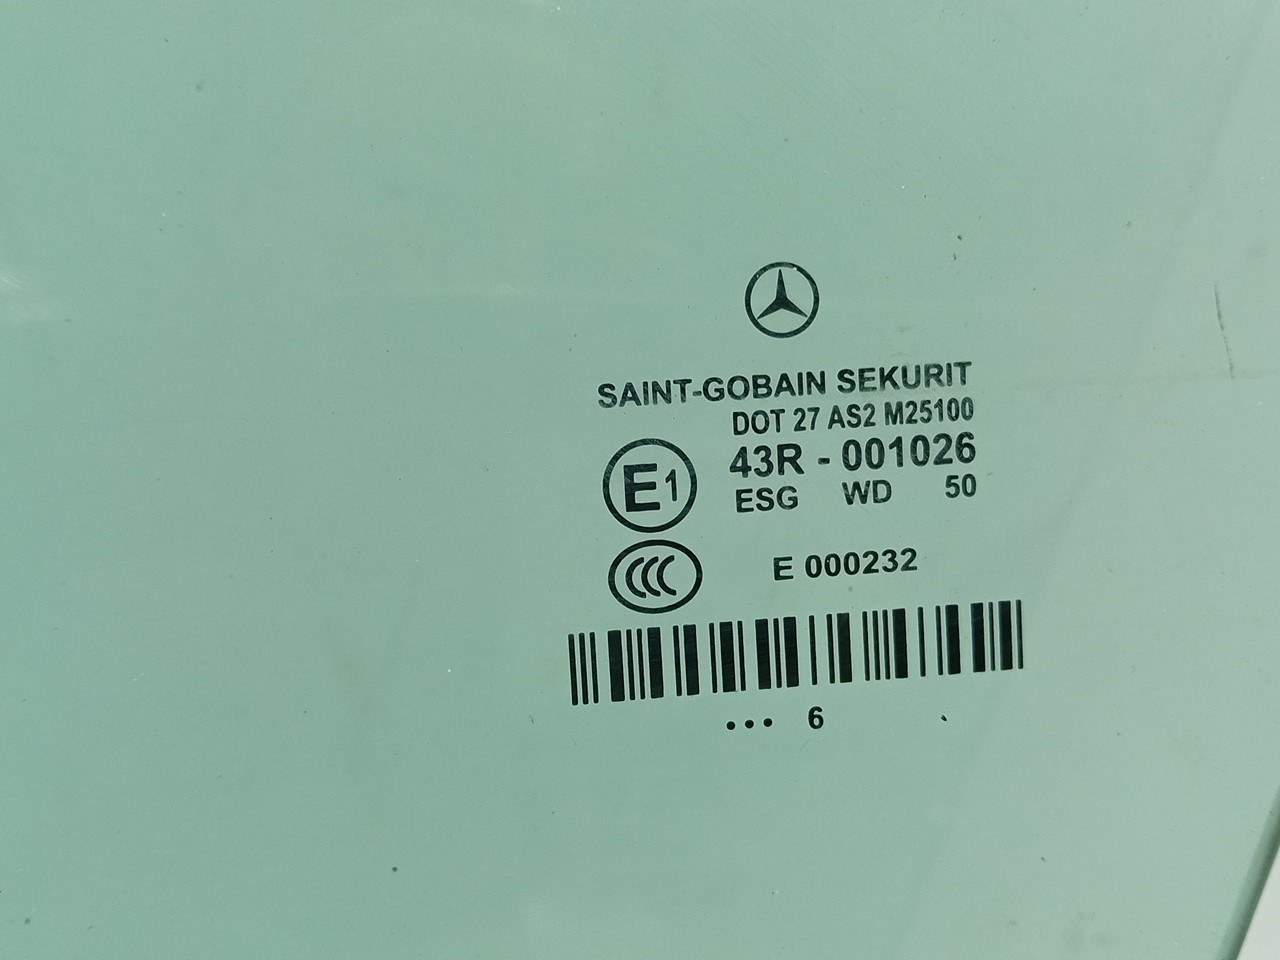 SAINT-GOBAIN SEKURIT
DOT 27 AS2 M25100
E1 43R - 001026
ESG WD 50
CCC E 000232
... 6 .